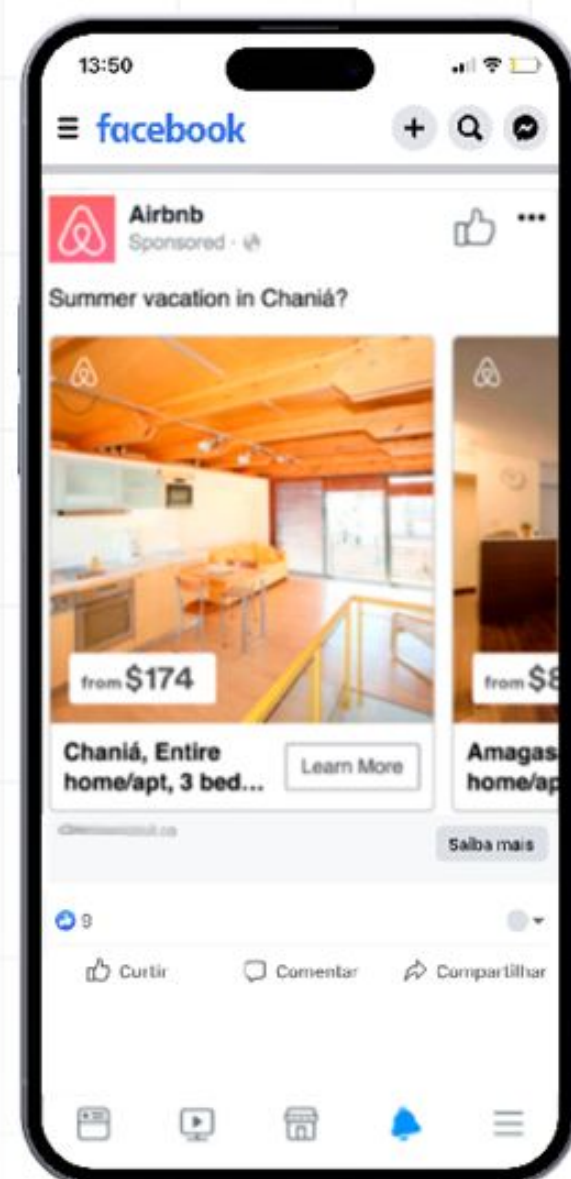 13:50
facebook
Airbnb
Sponsored ·
Summer vacation in Chaniá?
from $174
from $8
Chaniá, Entire
home/apt, 3 bed...
Learn More
Amagas
home/ap
Saiba mais
9
Curtir
Comentar
Compartilhar